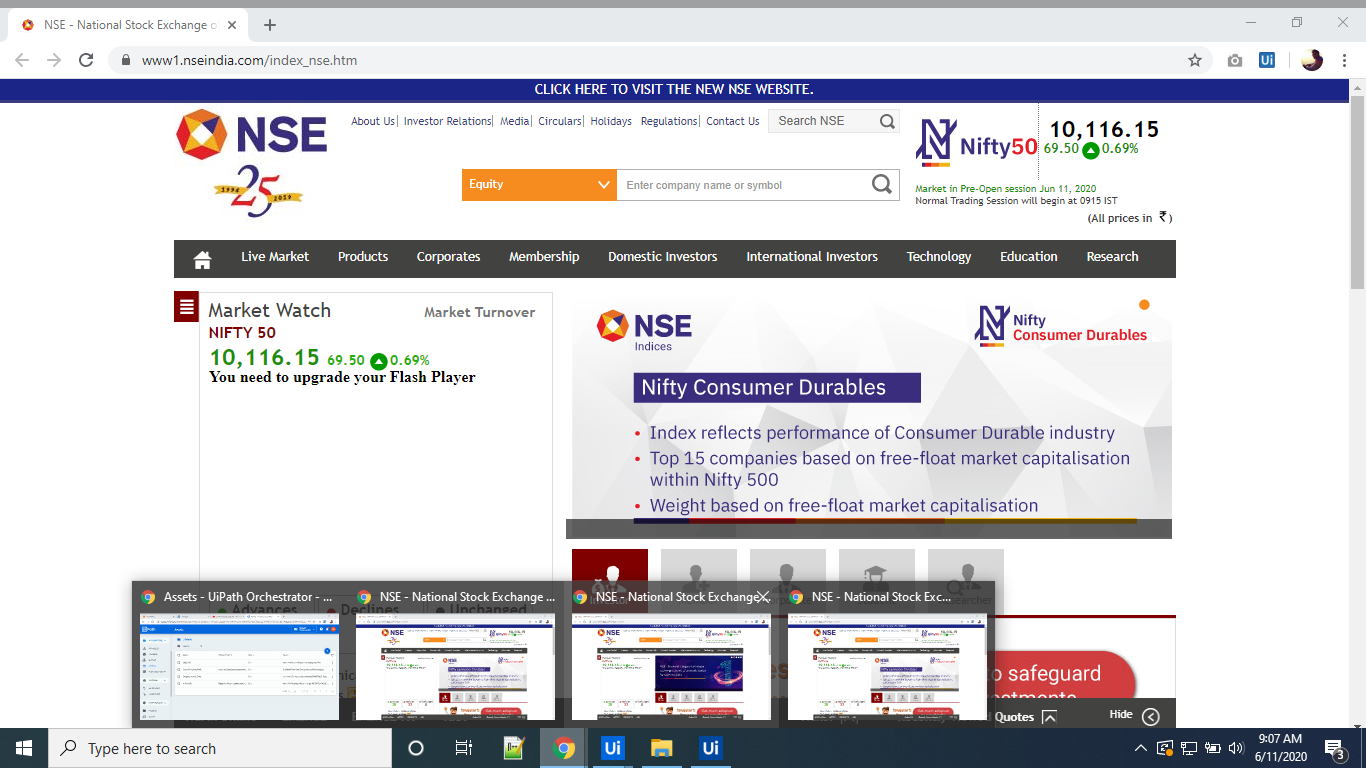 NSE - National Stock Exchange o
www1.nseindia.com/index_nse.htm
Ui
CLICK HERE TO VISIT THE NEW NSE WEBSITE.
NSE
1994 25 2019
About Us| Investor Relations| Media| Circulars| Holidays Regulations| Contact Us
Search NSE
Equity
Enter company name or symbol
Nifty50
10,116.15
69.50 0.69%
Market in Pre-Open session Jun 11, 2020
Normal Trading Session will begin at 0915 IST
(All prices in ₹)
Live Market Products Corporates Membership Domestic Investors International Investors Technology Education Research
Market Watch
Market Turnover
NIFTY 50
10,116.15 69.50 0.69%
You need to upgrade your Flash Player
NSE
Indices
Nifty
Consumer Durables
Nifty Consumer Durables
• Index reflects performance of Consumer Durable industry
• Top 15 companies based on free-float market capitalisation
within Nifty 500
• Weight based on free-float market capitalisation
Assets - UiPath Orchestrator - ...
NSE - National Stock Exchange ...
NSE - National Stock Exchange
NSE - National Stock Exc...
Advances Declines Unchanged
to safeguard
Quotes
Hide
Type here to search
Ui
Ui
9:07 AM
6/11/2020
3